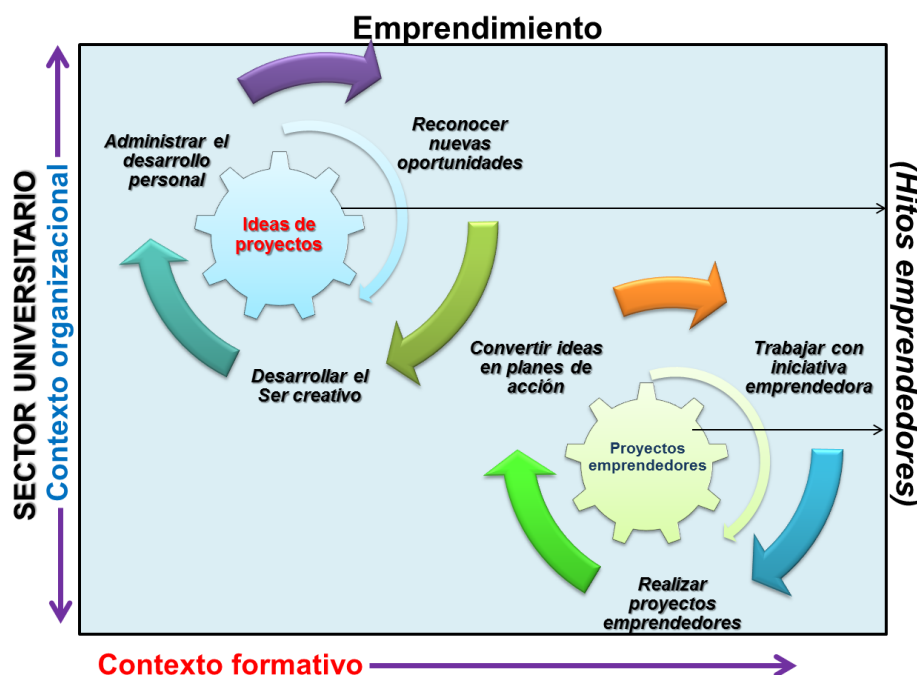 Emprendimiento
SECTOR UNIVERSITARIO
Contexto organizacional
Administrar el
desarrollo
personal
Reconocer
nuevas
oportunidades
Ideas de
proyectos
Desarrollar el
Ser creativo
Convertir ideas
en planes de
acción
Trabajar con
iniciativa
emprendedora
Proyectos
emprendedores
Realizar
proyectos
emprendedores
(Hitos emprendedores)
Contexto formativo